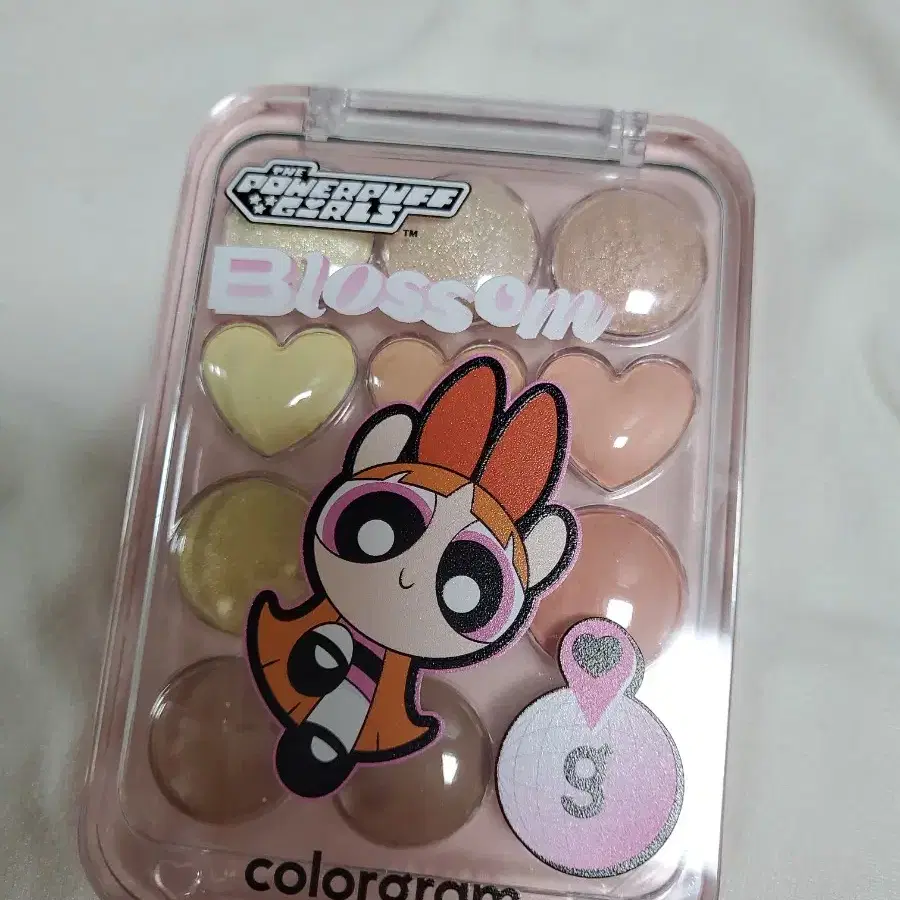 THE
POWERPUFF
GIRLS
TM
Blossom
g
colorgram